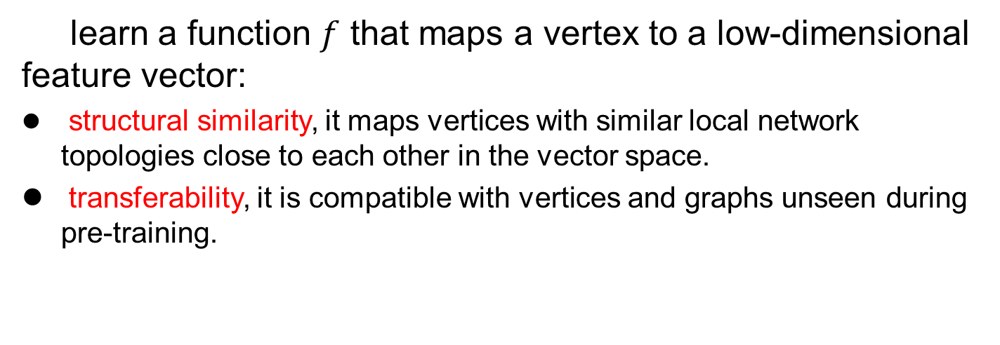 learn a function f that maps a vertex to a low-dimensional
feature vector:
● structural similarity, it maps vertices with similar local network
topologies close to each other in the vector space.
● transferability, it is compatible with vertices and graphs unseen during
pre-training.